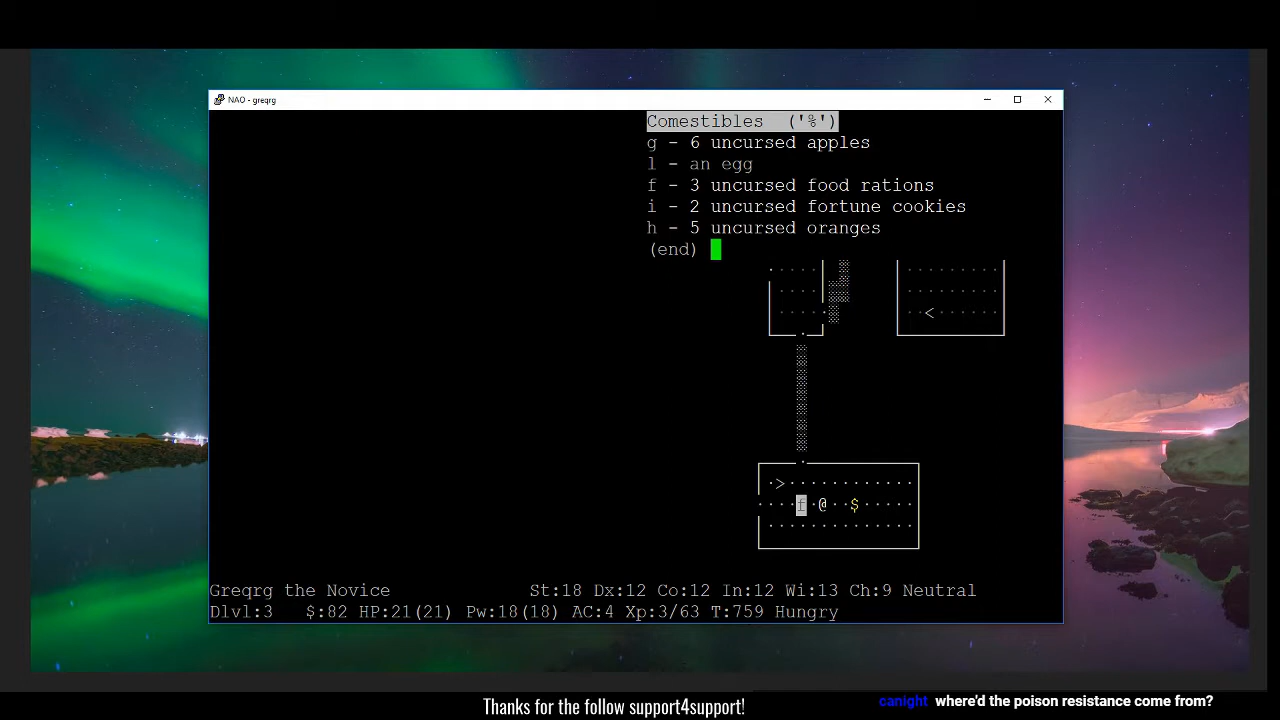 NAO - greqrg
Comestibles ('%')
g - 6 uncursed apples
l - an egg
f - 3 uncursed food rations
i - 2 uncursed fortune cookies
h - 5 uncursed oranges
(end)
<
>
f @ $
Greqrg the Novice St:18 Dx:12 Co:12 In:12 Wi:13 Ch:9 Neutral
Dlvl:3 $:82 HP:21(21) Pw:18(18) AC:4 Xp:3/63 T:759 Hungry
Thanks for the follow support4support!
canight where'd the poison resistance come from?